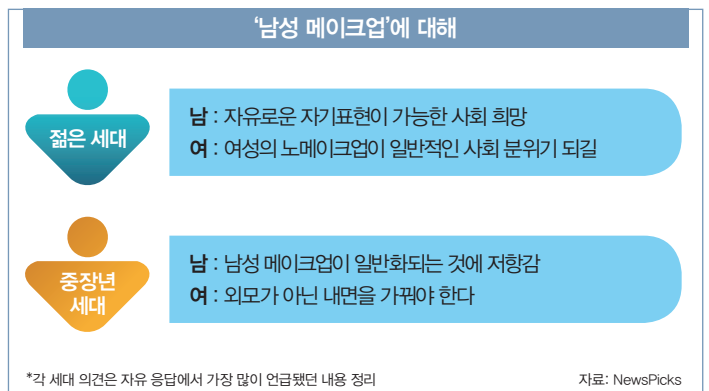 ‘남성 메이크업’에 대해
젊은 세대
남 : 자유로운 자기표현이 가능한 사회 희망
여 : 여성의 노메이크업이 일반적인 사회 분위기 되길
중장년
세대
남 : 남성 메이크업이 일반화되는 것에 저항감
여 : 외모가 아닌 내면을 가꿔야 한다
*각 세대 의견은 자유 응답에서 가장 많이 언급됐던 내용 정리
자료: NewsPicks